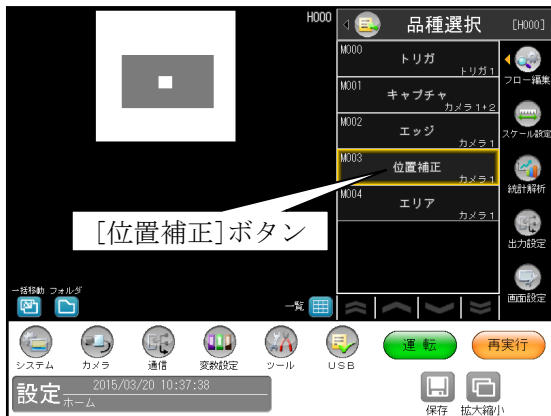 H000
品種選択
[H000]
M000
トリガ
トリガ1
M001
キャプチャ
カメラ1+2
M002
エッジ
カメラ1
M003
位置補正
カメラ1
M004
エリア
カメラ1
フロー編集
スケール設定
統計解析
出力設定
画面設定
[位置補正]ボタン
一括移動 フォルダ
一覧
システム
カメラ
通信
変数設定
ツール
USB
運転
再実行
設定
2015/03/20 10:37:38
ホーム
保存
拡大縮小